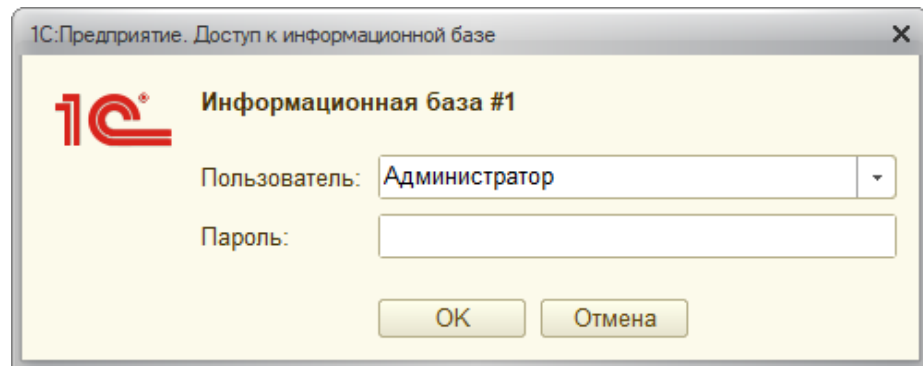 1С:Предприятие. Доступ к информационной базе
1С®
Информационная база #1
Пользователь: Администратор
Пароль:
OK Отмена